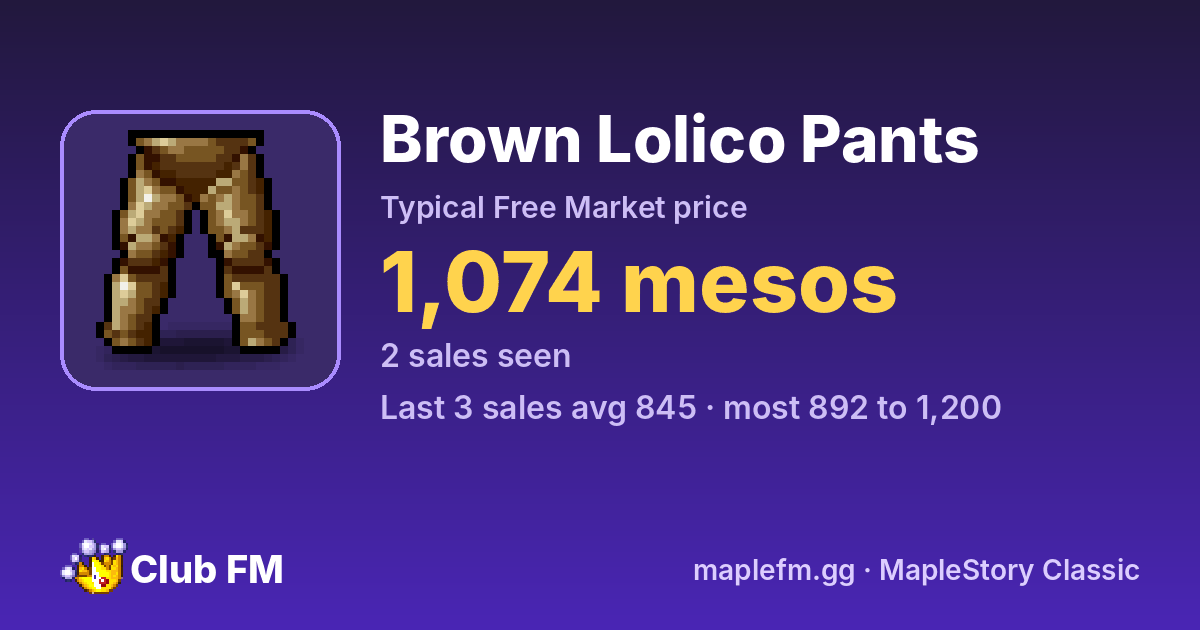 Brown Lolico Pants
Typical Free Market price
1,074 mesos
2 sales seen
Last 3 sales avg 845 · most 892 to 1,200
Club FM
maplefm.gg · MapleStory Classic